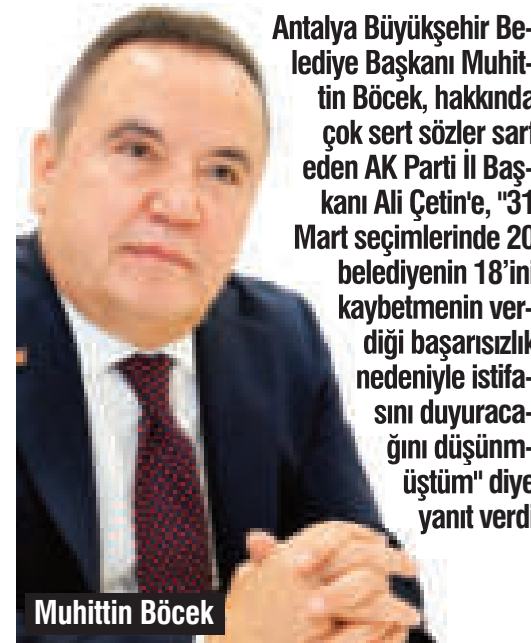 Antalya Büyükşehir Be-
lediye Başkanı Muhit-
tin Böcek, hakkında
çok sert sözler sarf
eden AK Parti İl Baş-
kanı Ali Çetin'e, "31
Mart seçimlerinde 20
belediyenin 18’ini
kaybetmenin ver-
diği başarısızlık
nedeniyle istifa-
sını duyuraca-
ğını düşünm-
üştüm" diye
yanıt verdi
Muhittin Böcek